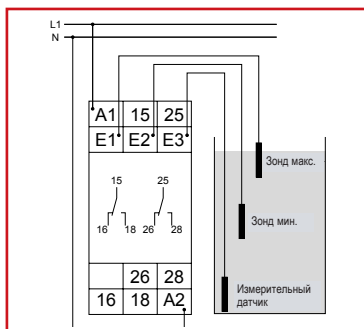 L1
N
A1 15 25
E1 E2 E3
15 25
16 18 26 28
26 28
16 18 A2
Зонд макс.
Зонд мин.
Измерительный
датчик